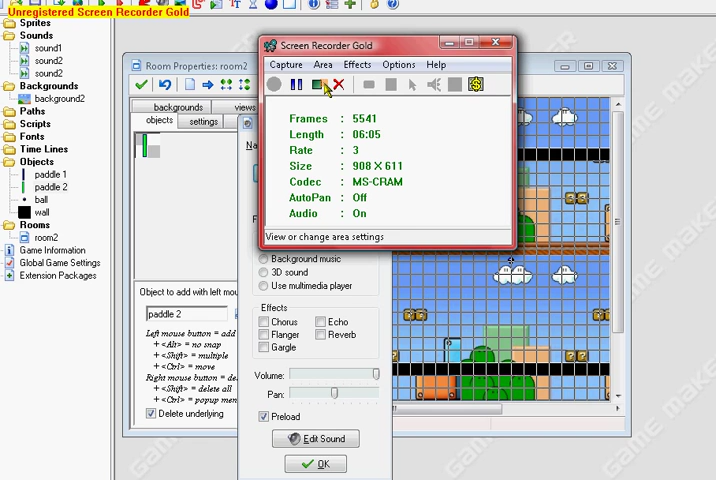 Unregistered Screen Recorder Gold
Sprites
Sounds
sound1
sound2
sound2
Backgrounds
background2
Paths
Scripts
Fonts
Time Lines
Objects
paddle 1
paddle 2
ball
wall
Rooms
room2
Game Information
Global Game Settings
Extension Packages
Room Properties: room2
backgrounds
views
objects
settings
Object to add with left mou
paddle 2
Left mouse button = add
+<Alt> = no snap
+<Shift> = multiple
+<Ctrl> = move
Right mouse button = de
+<Shift> = delete all
+<Ctrl> = popup men
Delete underlying
Screen Recorder Gold
Capture Area Effects Options Help
Frames : 5541
Length : 06:05
Rate : 3
Size : 908 X 611
Codec : MS-CRAM
AutoPan : Off
Audio : On
View or change area settings
Background music
3D sound
Use multimedia player
Effects
Chorus Echo
Flanger Reverb
Gargle
Volume:
Pan:
Preload
Edit Sound
OK
GAME MAKER
GAME MAKER